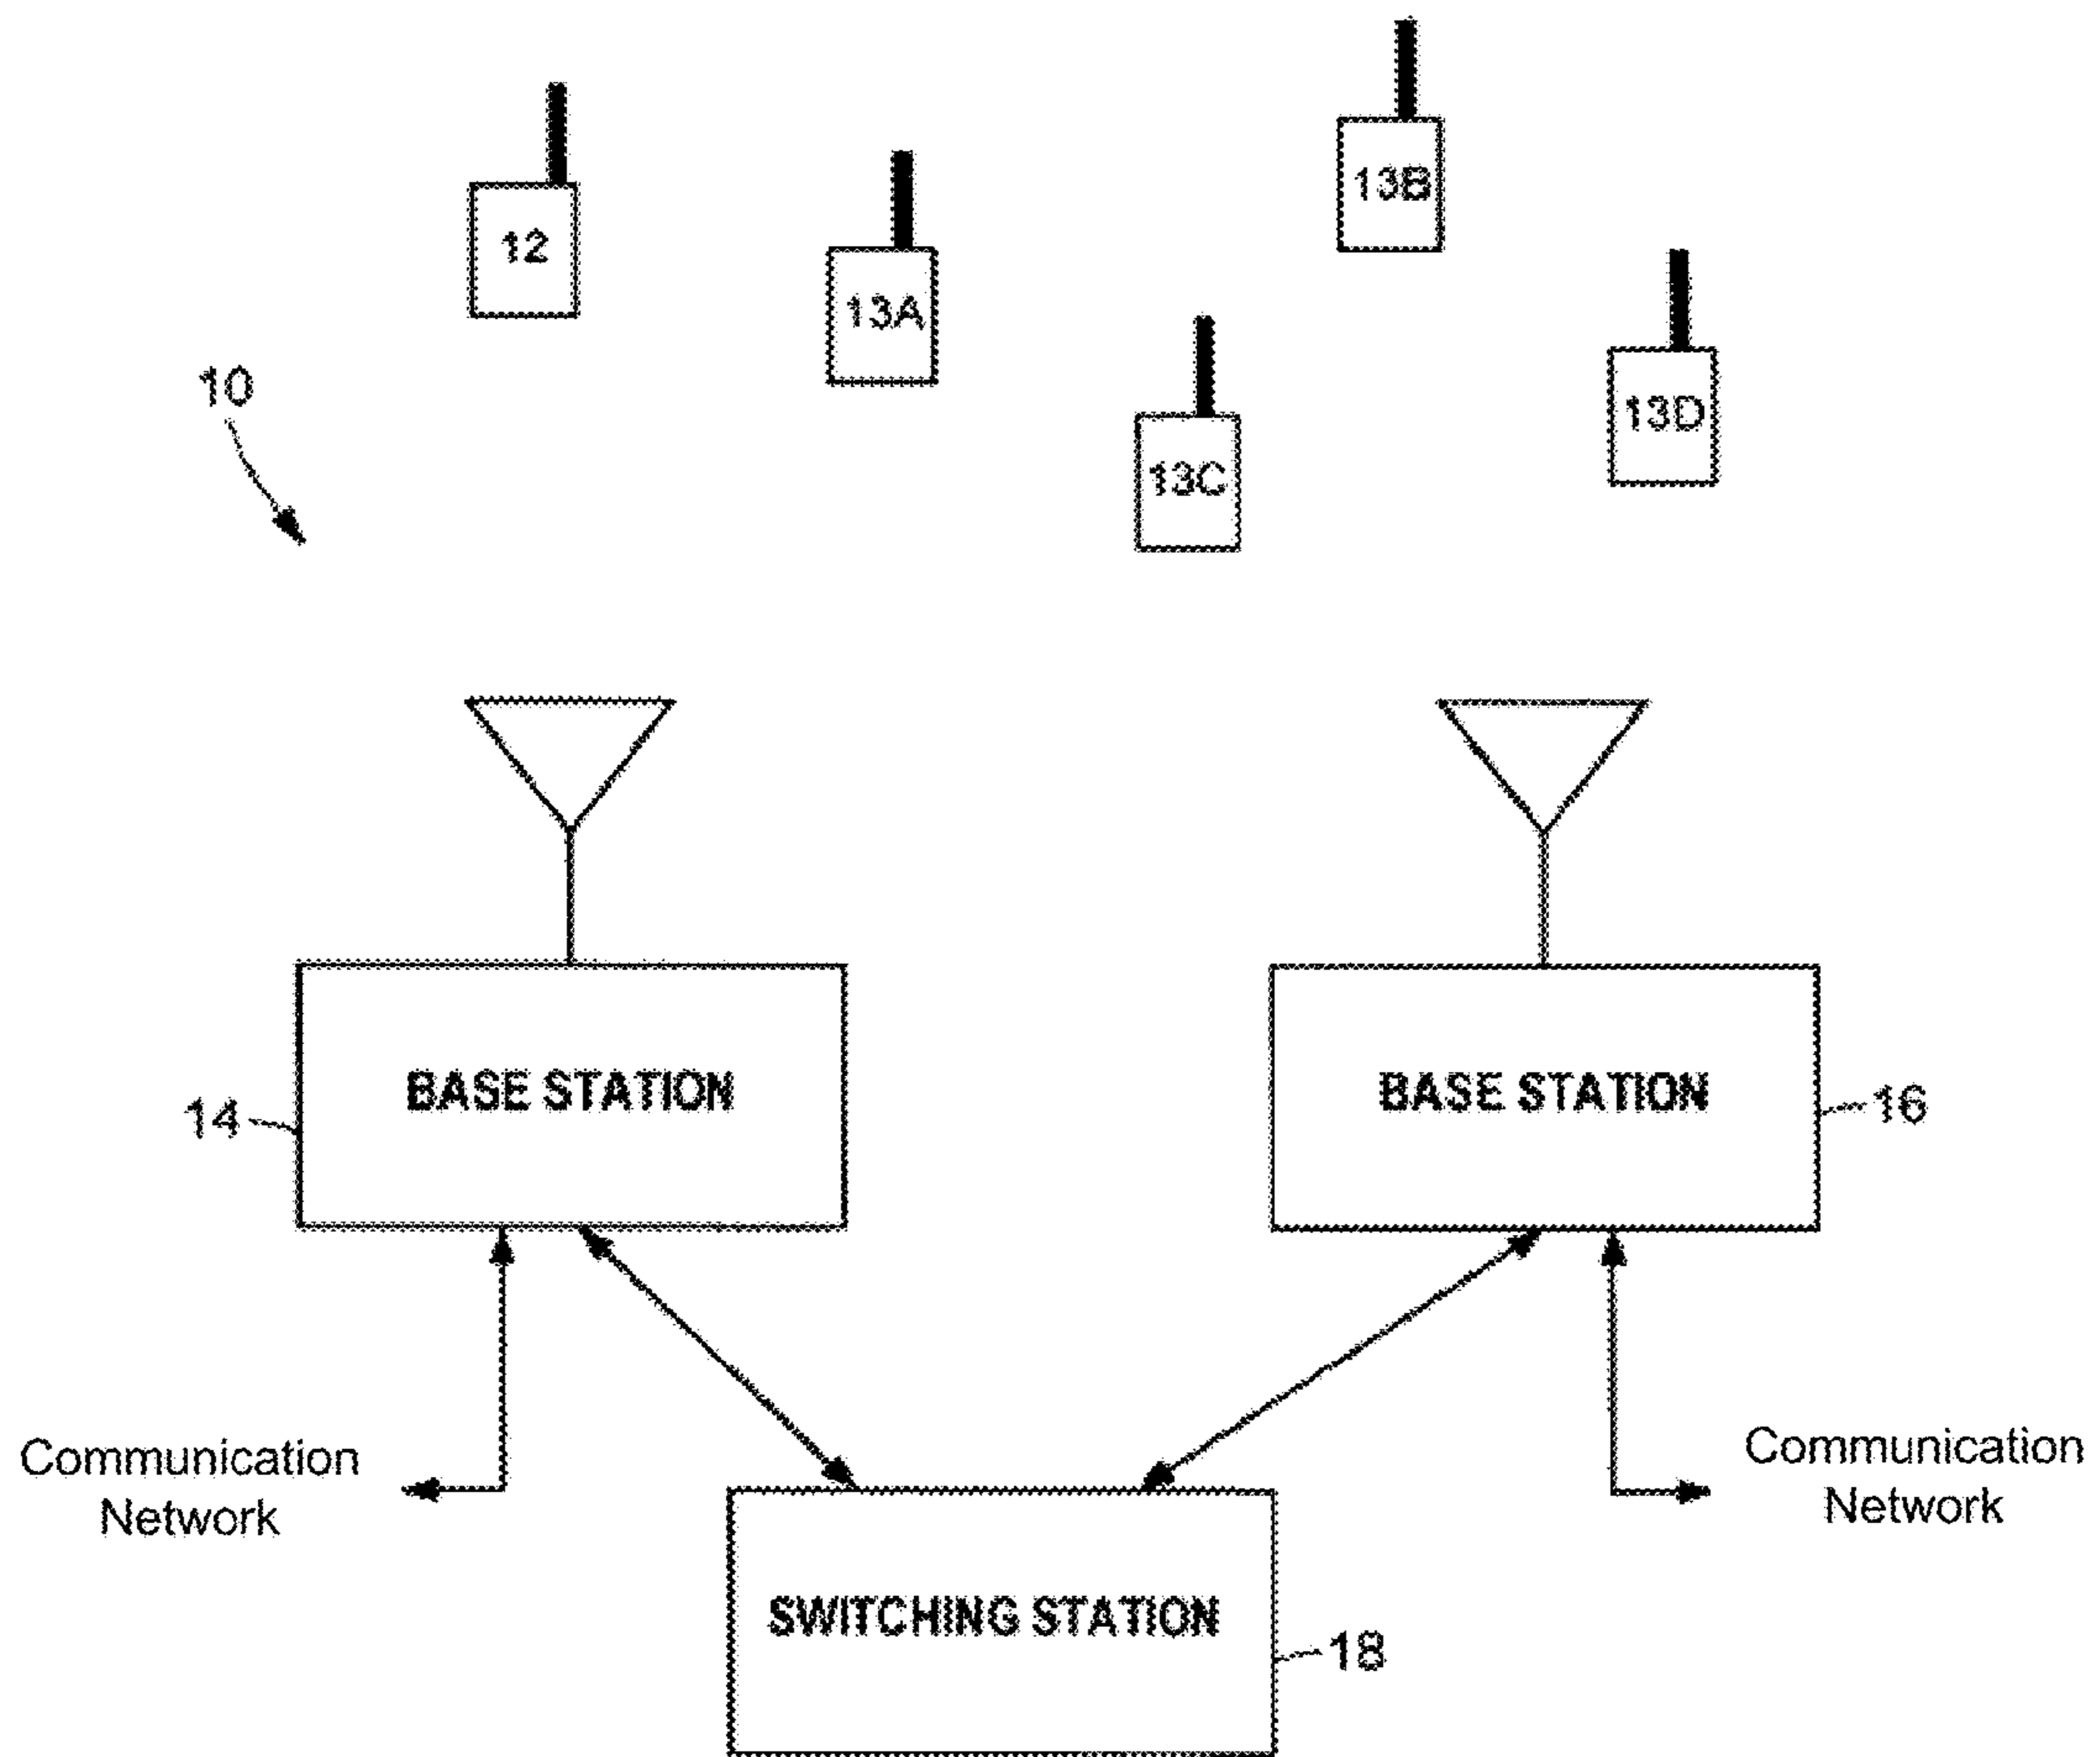 13B
12
13A
10
13D
13C
BASE STATION
BASE STATION
14
16
Communication
Network
Communication
Network
SWITCHING STATION
18